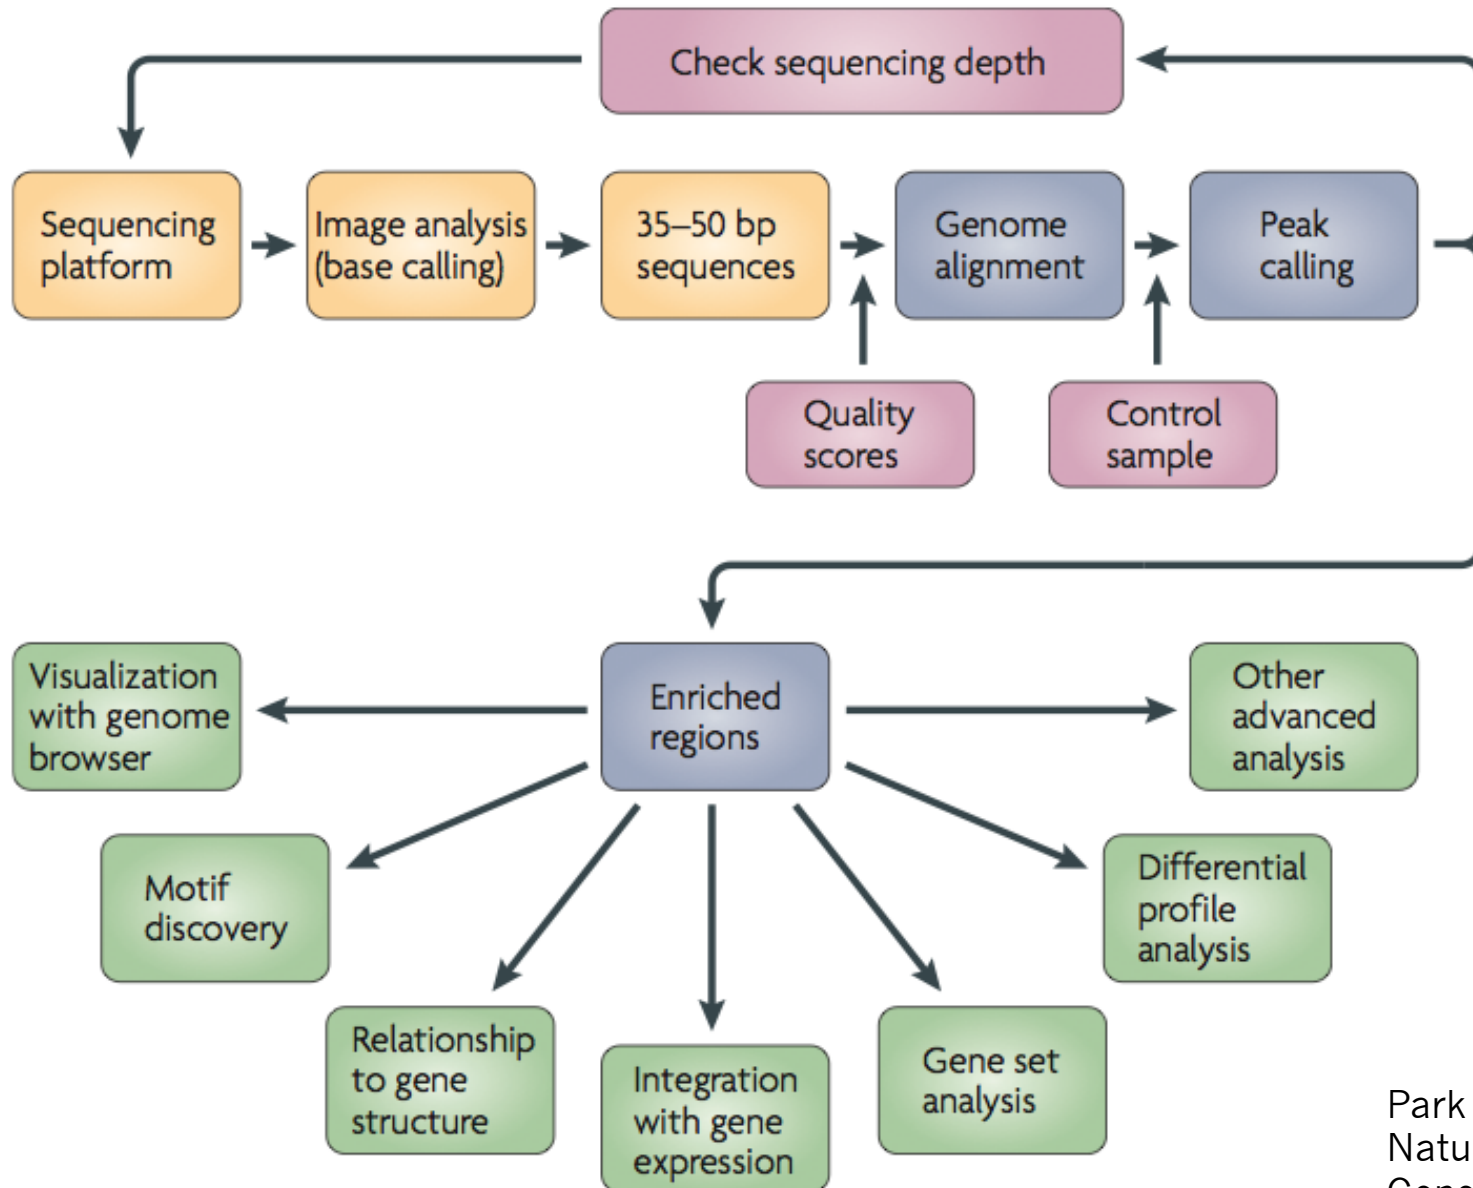 Check sequencing depth
Sequencing
platform
Image analysis
(base calling)
35–50 bp
sequences
Genome
alignment
Peak
calling
Quality
scores
Control
sample
Visualization
with genome
browser
Enriched
regions
Other
advanced
analysis
Motif
discovery
Differential
profile
analysis
Relationship
to gene
structure
Integration
with gene
expression
Gene set
analysis
Park
Natu